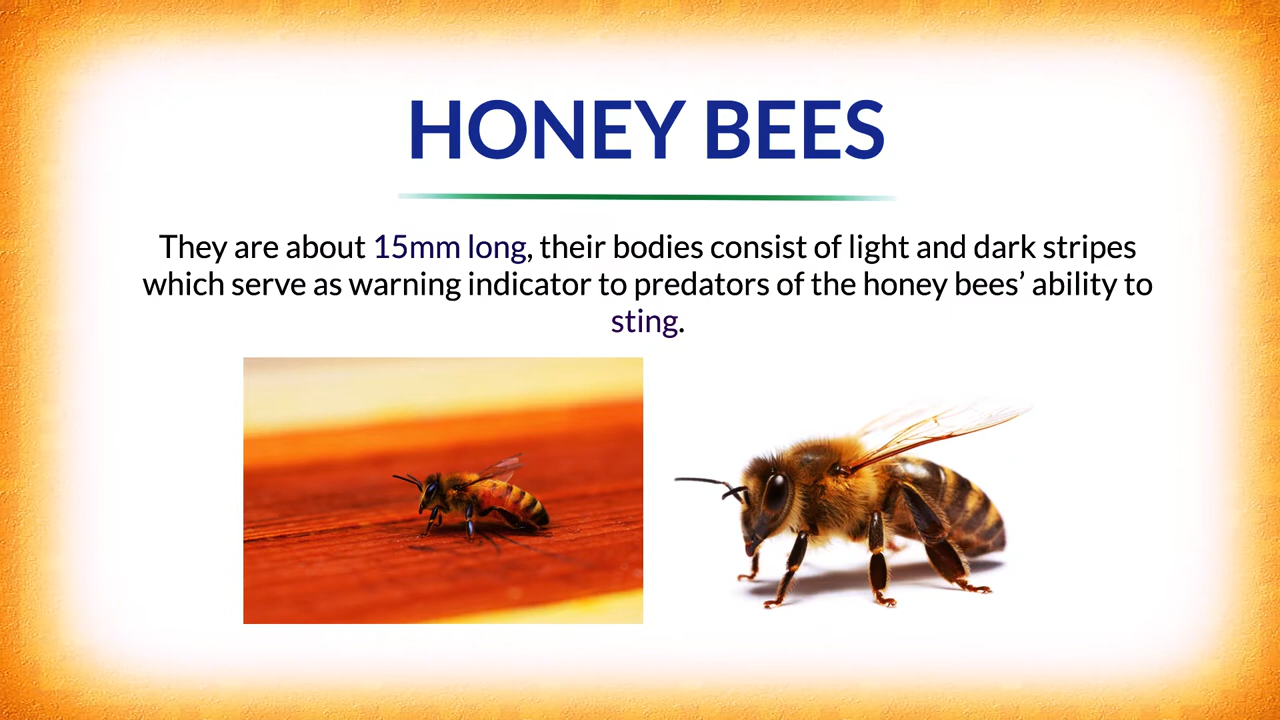 HONEY BEES
They are about 15mm long, their bodies consist of light and dark stripes
which serve as warning indicator to predators of the honey bees’ ability to
sting.